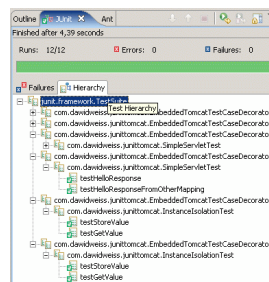 Outline JUnit Ant
Finished after 4,39 seconds
Runs: 12/12 Errors: 0 Failures: 0
Failures Hierarchy
junit.framework.TestSuite
Test Hierarchy
com.dawidweiss.junittomcat.EmbeddedTomcatTestCaseDecorato
com.dawidweiss.junittomcat.EmbeddedTomcatTestCaseDecorato
com.dawidweiss.junittomcat.SimpleServletTest
com.dawidweiss.junittomcat.EmbeddedTomcatTestCaseDecorato
com.dawidweiss.junittomcat.SimpleServletTest
testHelloResponse
testHelloResponseFromOtherMapping
com.dawidweiss.junittomcat.EmbeddedTomcatTestCaseDecorato
com.dawidweiss.junittomcat.InstanceIsolationTest
testStoreValue
testGetValue
com.dawidweiss.junittomcat.EmbeddedTomcatTestCaseDecorato
com.dawidweiss.junittomcat.InstanceIsolationTest
testStoreValue
testGetValue